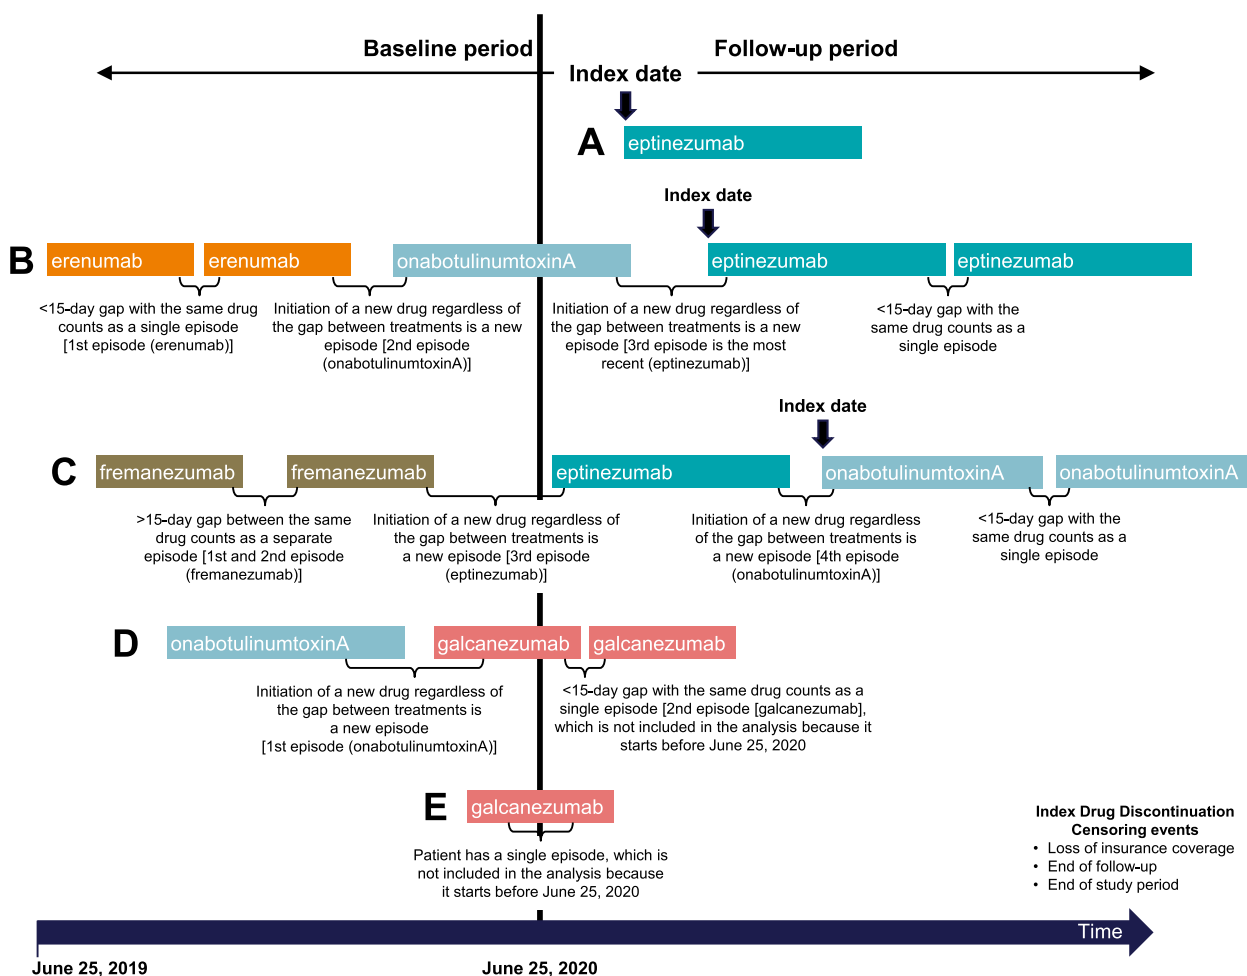 Baseline period
Follow-up period
Index date
A
eptinezumab
Index date
B
erenumab
erenumab
onabotulinumtoxinA
eptinezumab
eptinezumab
<15-day gap with the same drug
counts as a single episode
[1st episode (erenumab)]
Initiation of a new drug regardless of
the gap between treatments is a new
episode [2nd episode
(onabotulinumtoxinA)]
Initiation of a new drug regardless of
the gap between treatments is a new
episode [3rd episode is the most
recent (eptinezumab)]
<15-day gap with the
same drug counts as a
single episode
Index date
C
fremanezumab
fremanezumab
eptinezumab
onabotulinumtoxinA
onabotulinumtoxinA
>15-day gap between the same
drug counts as a separate
episode [1st and 2nd episode
(fremanezumab)]
Initiation of a new drug regardless of
the gap between treatments is
a new episode [3rd episode
(eptinezumab)]
Initiation of a new drug regardless
of the gap between treatments is
a new episode [4th episode
(onabotulinumtoxinA)]
<15-day gap with the
same drug counts as a
single episode
D
onabotulinumtoxinA
galcanezumab
galcanezumab
Initiation of a new drug regardless of
the gap between treatments is
a new episode
[1st episode (onabotulinumtoxinA)]
<15-day gap with the same drug counts as a
single episode [2nd episode [galcanezumab],
which is not included in the analysis because it
starts before June 25, 2020
E
galcanezumab
Patient has a single episode, which is
not included in the analysis because
it starts before June 25, 2020
Index Drug Discontinuation
Censoring events
• Loss of insurance coverage
• End of follow-up
• End of study period
Time
June 25, 2019
June 25, 2020